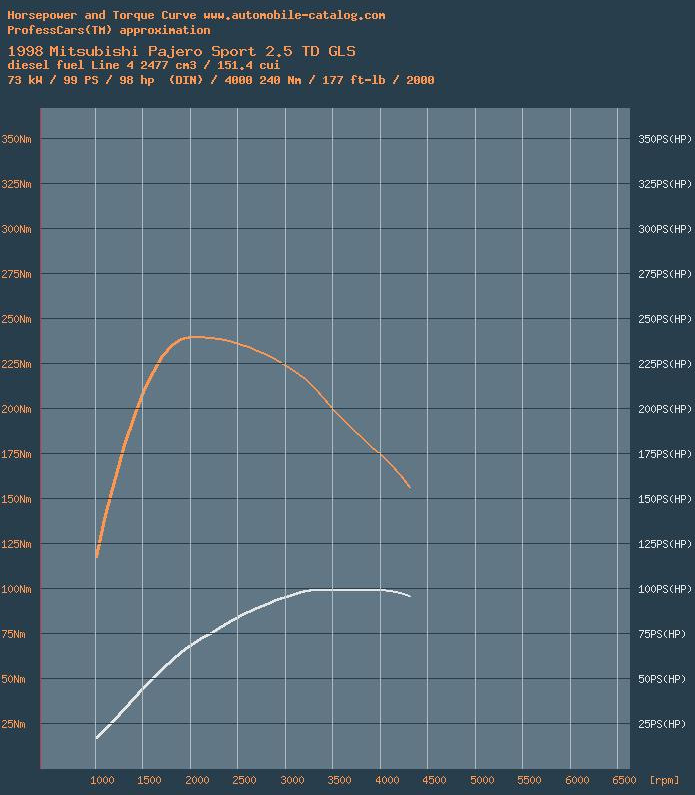 Horsepower and Torque Curve www.automobile-catalog.com
ProfessCars(TM) approximation
1998 Mitsubishi Pajero Sport 2.5 TD GLS
diesel fuel Line 4 2477 cm3 / 151.4 cui
73 kW / 99 PS / 98 hp (DIN) / 4000 240 Nm / 177 ft-lb / 2000
350Nm 350PS(HP)
325Nm 325PS(HP)
300Nm 300PS(HP)
275Nm 275PS(HP)
250Nm 250PS(HP)
225Nm 225PS(HP)
200Nm 200PS(HP)
175Nm 175PS(HP)
150Nm 150PS(HP)
125Nm 125PS(HP)
100Nm 100PS(HP)
75Nm 75PS(HP)
50Nm 50PS(HP)
25Nm 25PS(HP)
1000 1500 2000 2500 3000 3500 4000 4500 5000 5500 6000 6500 [rpm]